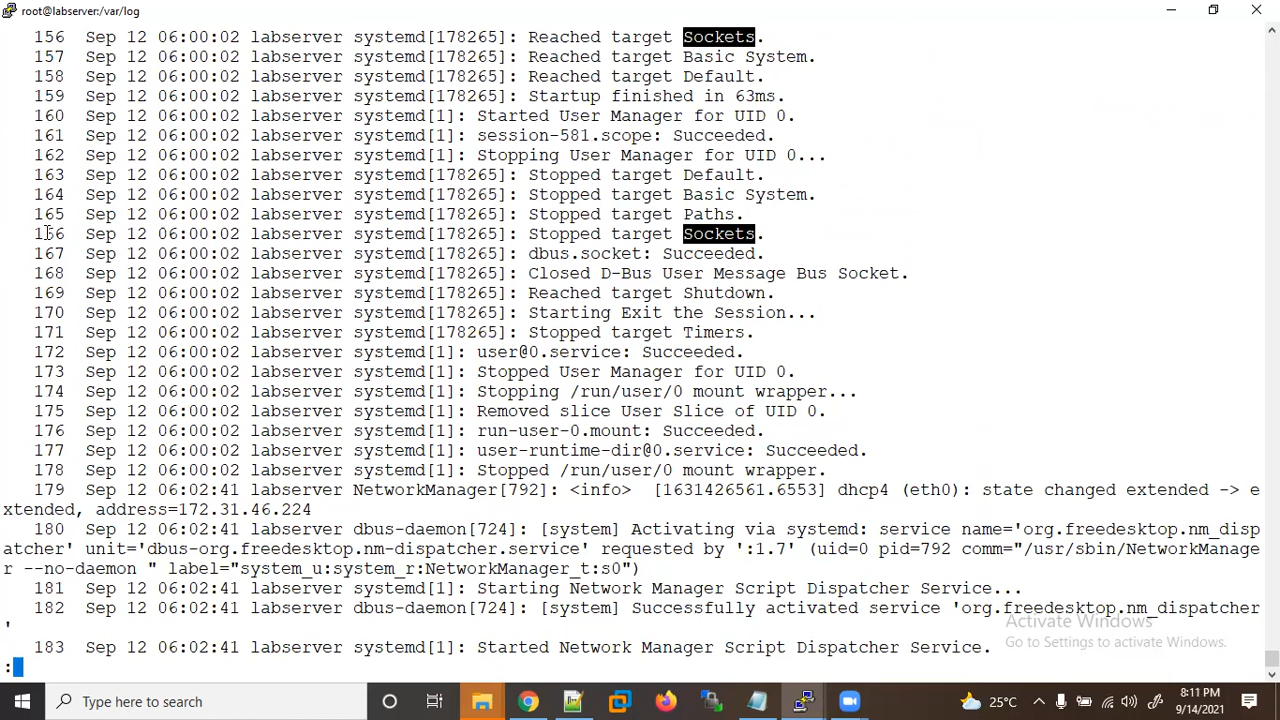 root@labserver:/var/log
156 Sep 12 06:00:02 labserver systemd[178265]: Reached target Sockets.
157 Sep 12 06:00:02 labserver systemd[178265]: Reached target Basic System.
158 Sep 12 06:00:02 labserver systemd[178265]: Reached target Default.
159 Sep 12 06:00:02 labserver systemd[178265]: Startup finished in 63ms.
160 Sep 12 06:00:02 labserver systemd[1]: Started User Manager for UID 0.
161 Sep 12 06:00:02 labserver systemd[1]: session-581.scope: Succeeded.
162 Sep 12 06:00:02 labserver systemd[1]: Stopping User Manager for UID 0...
163 Sep 12 06:00:02 labserver systemd[178265]: Stopped target Default.
164 Sep 12 06:00:02 labserver systemd[178265]: Stopped target Basic System.
165 Sep 12 06:00:02 labserver systemd[178265]: Stopped target Paths.
166 Sep 12 06:00:02 labserver systemd[178265]: Stopped target Sockets.
167 Sep 12 06:00:02 labserver systemd[178265]: dbus.socket: Succeeded.
168 Sep 12 06:00:02 labserver systemd[178265]: Closed D-Bus User Message Bus Socket.
169 Sep 12 06:00:02 labserver systemd[178265]: Reached target Shutdown.
170 Sep 12 06:00:02 labserver systemd[178265]: Starting Exit the Session...
171 Sep 12 06:00:02 labserver systemd[178265]: Stopped target Timers.
172 Sep 12 06:00:02 labserver systemd[1]: user@0.service: Succeeded.
173 Sep 12 06:00:02 labserver systemd[1]: Stopped User Manager for UID 0.
174 Sep 12 06:00:02 labserver systemd[1]: Stopping /run/user/0 mount wrapper...
175 Sep 12 06:00:02 labserver systemd[1]: Removed slice User Slice of UID 0.
176 Sep 12 06:00:02 labserver systemd[1]: run-user-0.mount: Succeeded.
177 Sep 12 06:00:02 labserver systemd[1]: user-runtime-dir@0.service: Succeeded.
178 Sep 12 06:00:02 labserver systemd[1]: Stopped /run/user/0 mount wrapper.
179 Sep 12 06:02:41 labserver NetworkManager[792]: <info> [1631426561.6553] dhcp4 (eth0): state changed extended -> e
xtended, address=172.31.46.224
180 Sep 12 06:02:41 labserver dbus-daemon[724]: [system] Activating via systemd: service name='org.freedesktop.nm_disp
atcher' unit='dbus-org.freedesktop.nm-dispatcher.service' requested by ':1.7' (uid=0 pid=792 comm="/usr/sbin/NetworkManage
r --no-daemon " label="system_u:system_r:NetworkManager_t:s0")
181 Sep 12 06:02:41 labserver systemd[1]: Starting Network Manager Script Dispatcher Service...
182 Sep 12 06:02:41 labserver dbus-daemon[724]: [system] Successfully activated service 'org.freedesktop.nm_dispatcher
'
Activate Windows
Go to Settings to activate Windows.
183 Sep 12 06:02:41 labserver systemd[1]: Started Network Manager Script Dispatcher Service.
:
Type here to search
25°C
8:11 PM
9/14/2021